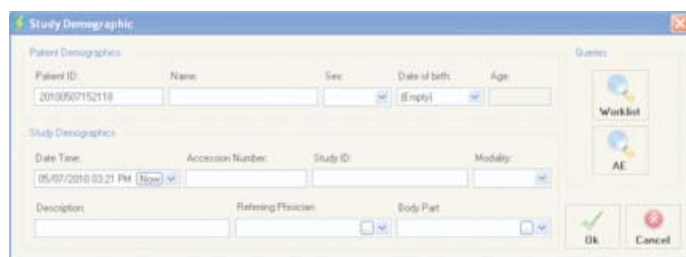 Study Demographic
Patient Demographics
Queries
Patient ID: Name: Sex: Date of birth: Age:
20100507152118 (Empty)
Worklist
Study Demographics
Date Time: Accession Number: Study ID: Modality:
05/07/2010 03:21 PM Now
AE
Description: Referring Phisician: Body Part:
Ok Cancel